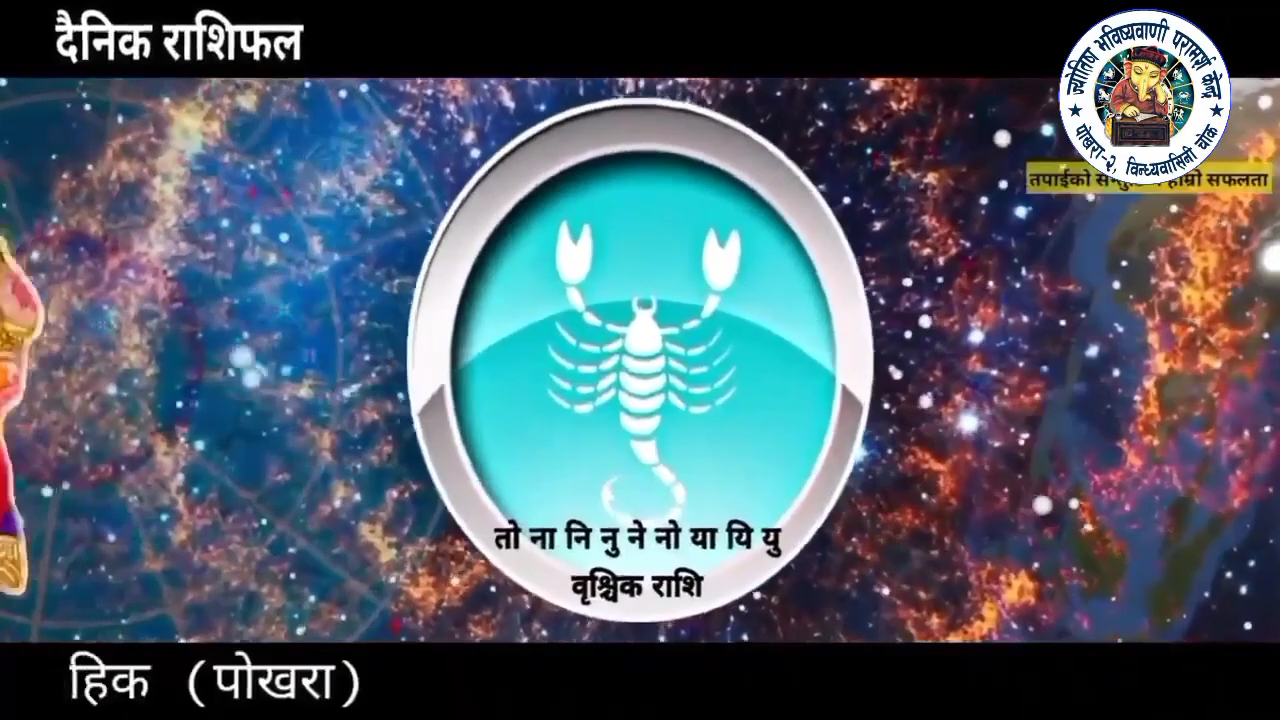 दैनिक राशिफल
ज्योतिष भविष्यवाणी परामर्श केन्द्र
पोखरा-२, विन्ध्यवासिनी चोक
तपाईको हाम्रो सफलता
तो ना नि नु ने नो या यि यु
वृश्चिक राशि
हिक (पोखरा)